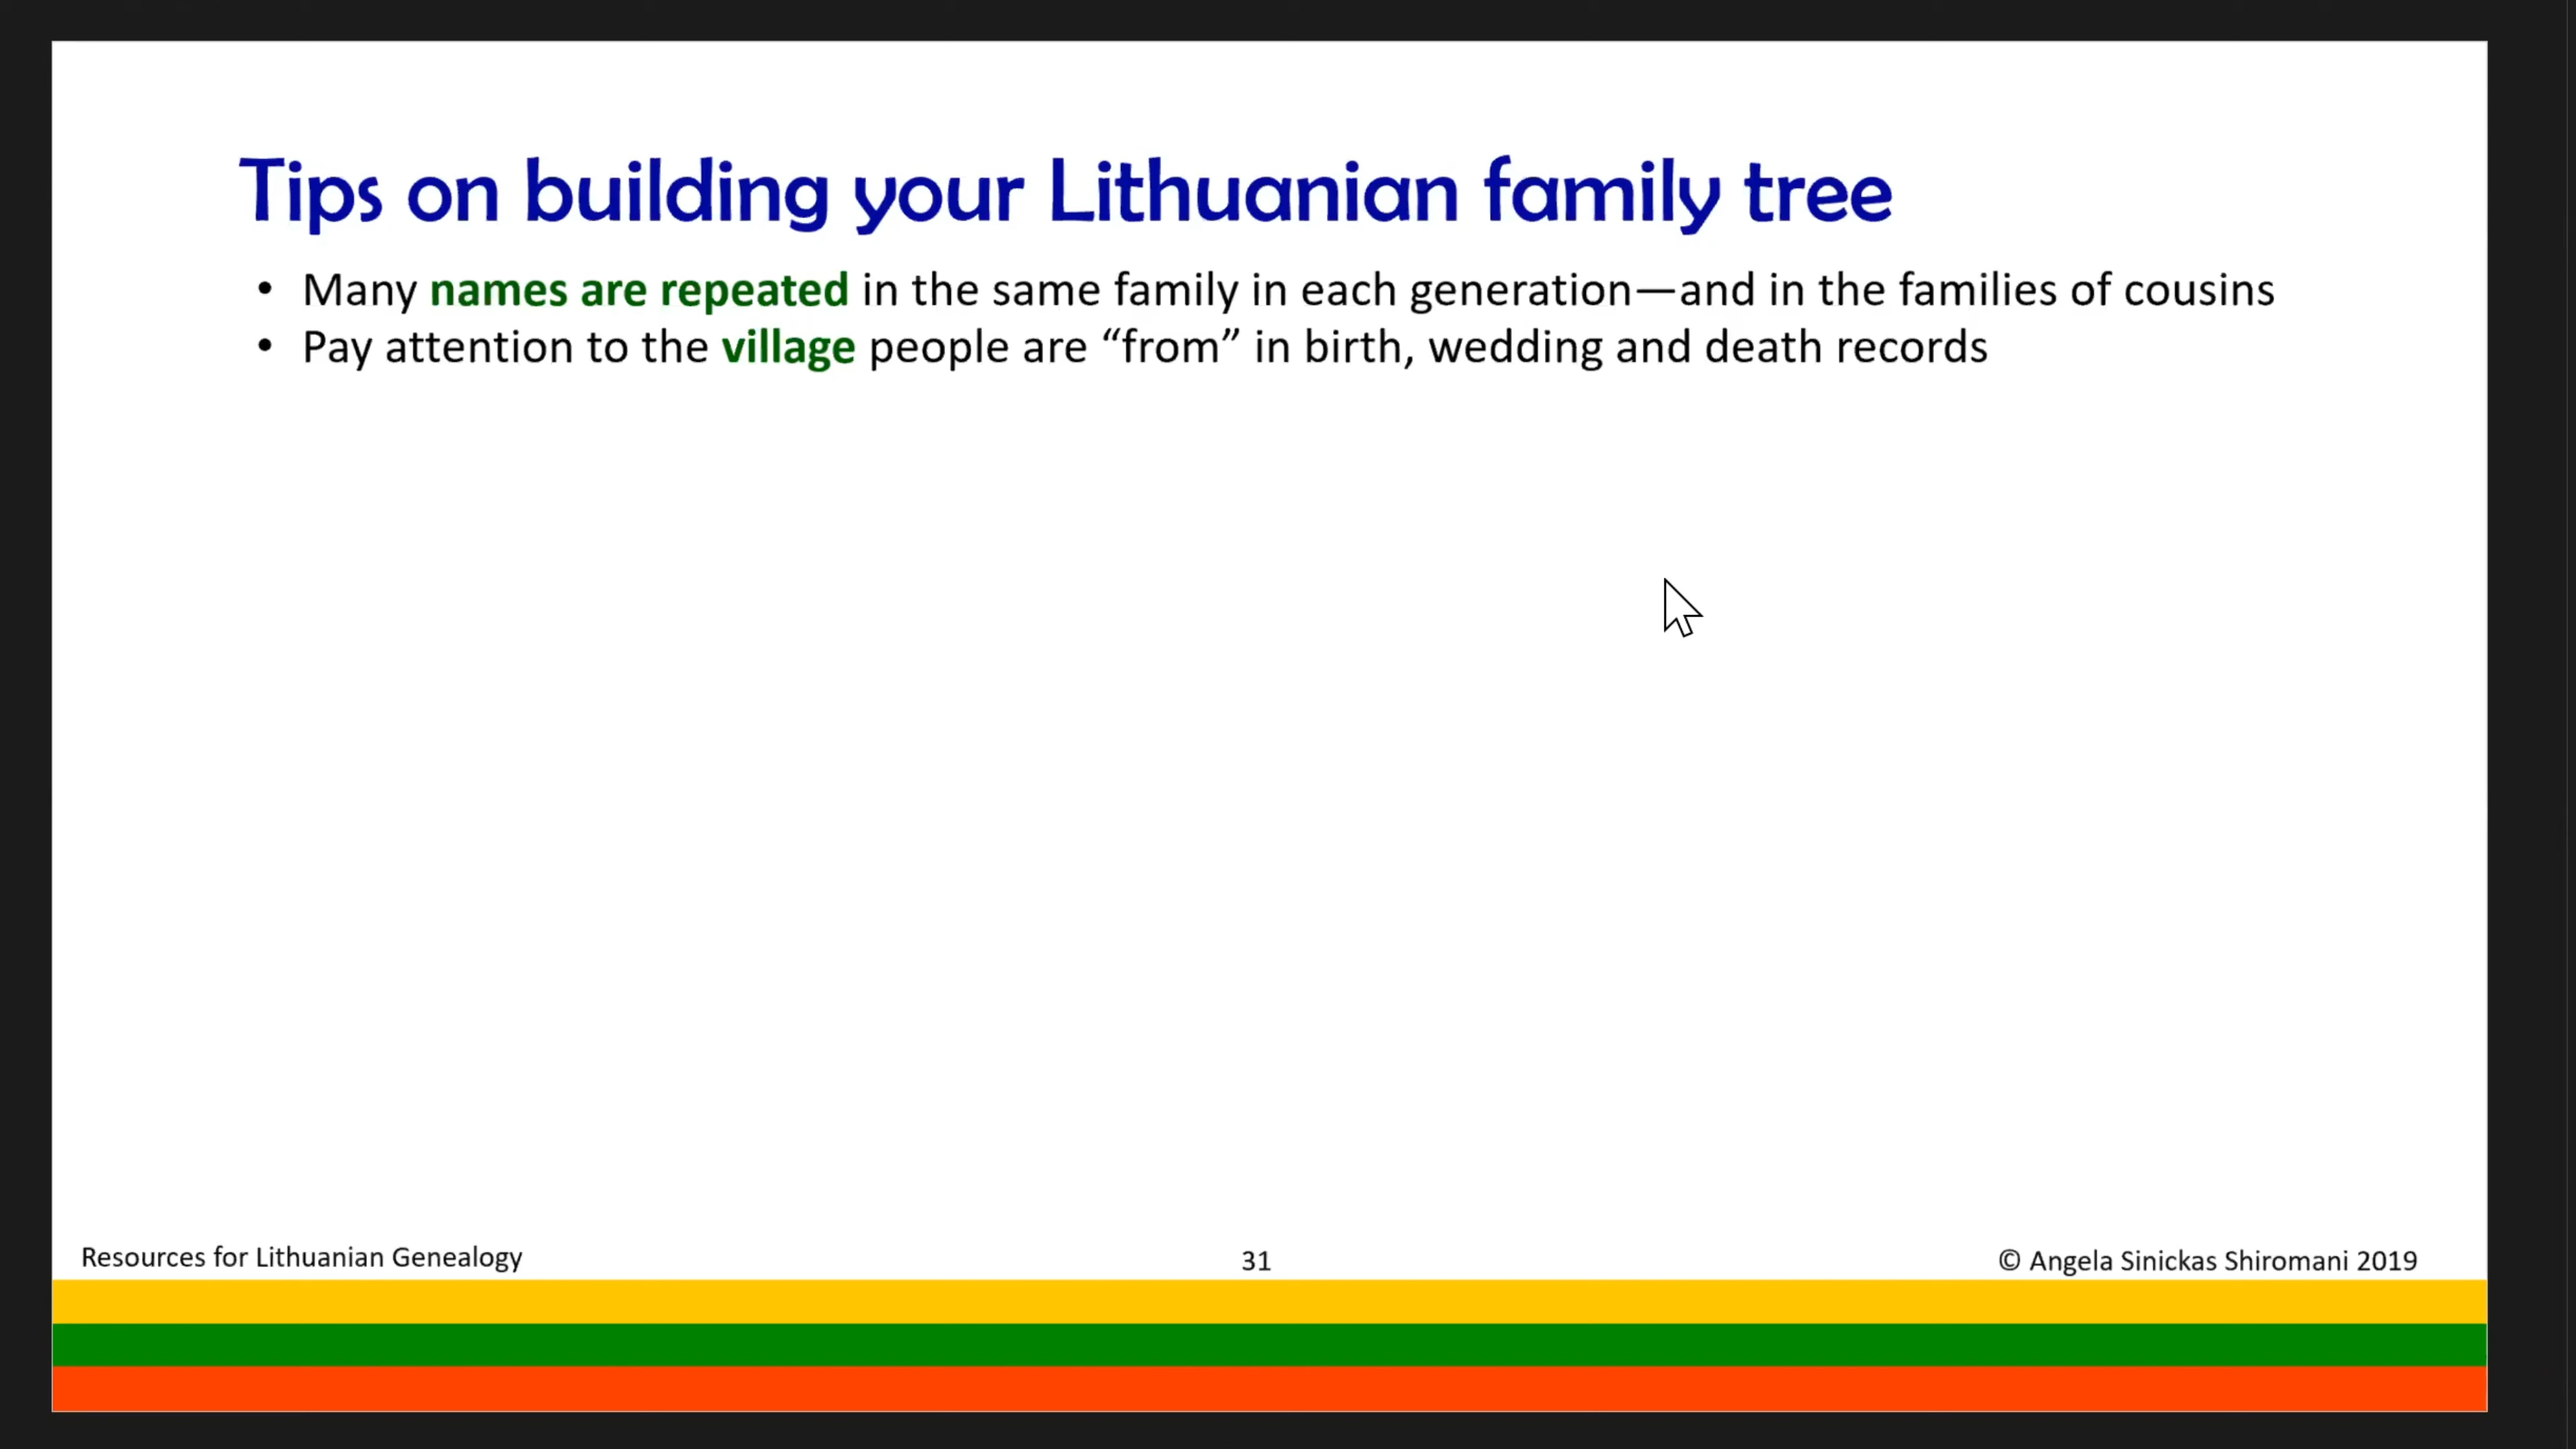 Tips on building your Lithuanian family tree
• Many names are repeated in the same family in each generation—and in the families of cousins
• Pay attention to the village people are “from” in birth, wedding and death records
Resources for Lithuanian Genealogy
31
© Angela Sinickas Shiromani 2019